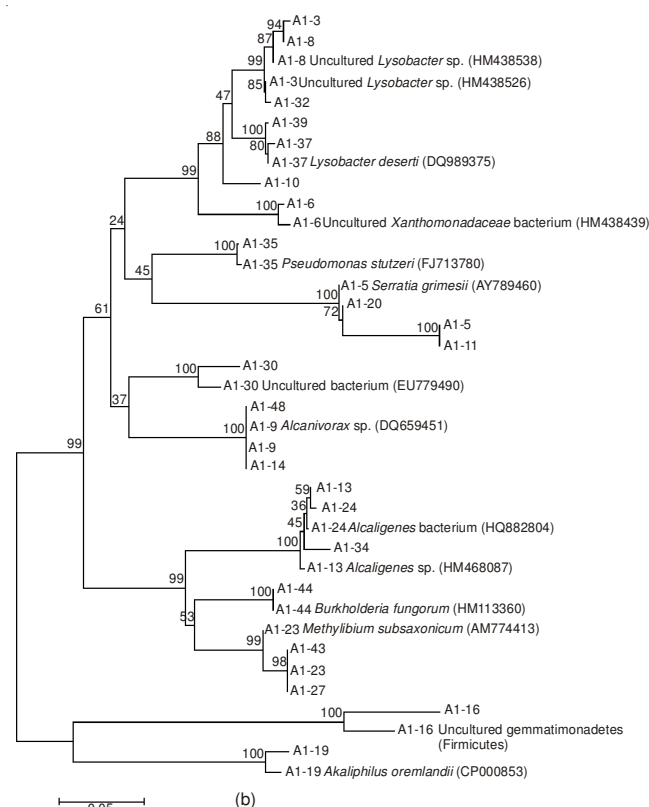 94
A1-3
87
A1-8
A1-8 Uncultured Lysobacter sp. (HM438538)
99
A1-3Uncultured Lysobacter sp. (HM438526)
85
A1-32
47
A1-39
100
A1-37
88
80
A1-37 Lysobacter deserti (DQ989375)
99
A1-10
100
A1-6
A1-6Uncultured Xanthomonadaceae bacterium (HM438439)
24
100
A1-35
45
A1-35 Pseudomonas stutzeri (FJ713780)
100
A1-5 Serratia grimesii (AY789460)
61
72
A1-20
100
A1-5
A1-11
100
A1-30
37
A1-30 Uncultured bacterium (EU779490)
A1-48
100
A1-9 Alcanivorax sp. (DQ659451)
99
A1-9
A1-14
59
A1-13
36
A1-24
45
A1-24Alcaligenes bacterium (HQ882804)
100
A1-34
A1-13 Alcaligenes sp. (HM468087)
99
100
A1-44
A1-44 Burkholderia fungorum (HM113360)
53
A1-23 Methylibium subsaxonicum (AM774413)
99
A1-43
98
A1-23
A1-27
100
A1-16
A1-16 Uncultured gemmatimonadetes
(Firmicutes)
100
A1-19
A1-19 Akaliphilus oremlandii (CP000853)
(b)